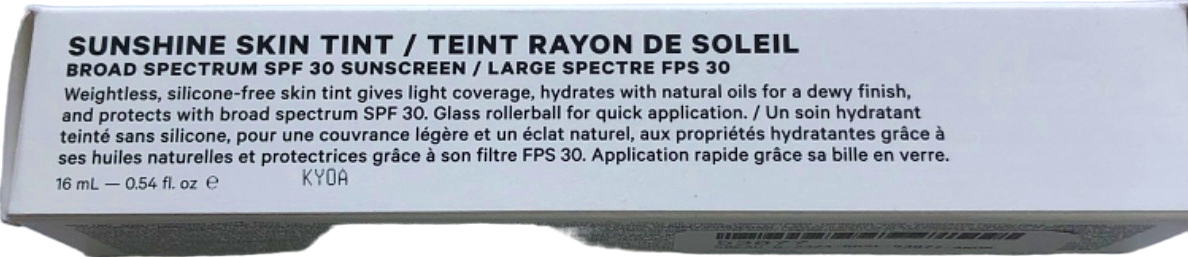 SUNSHINE SKIN TINT / TEINT RAYON DE SOLEIL
BROAD SPECTRUM SPF 30 SUNSCREEN / LARGE SPECTRE FPS 30
Weightless, silicone-free skin tint gives light coverage, hydrates with natural oils for a dewy finish,
and protects with broad spectrum SPF 30. Glass rollerball for quick application. / Un soin hydratant
teinté sans silicone, pour une couvrance légère et un éclat naturel, aux propriétés hydratantes grâce à
ses huiles naturelles et protectrices grâce à son filtre FPS 30. Application rapide grâce sa bille en verre.
16 mL — 0.54 fl. oz ℮ KYOA